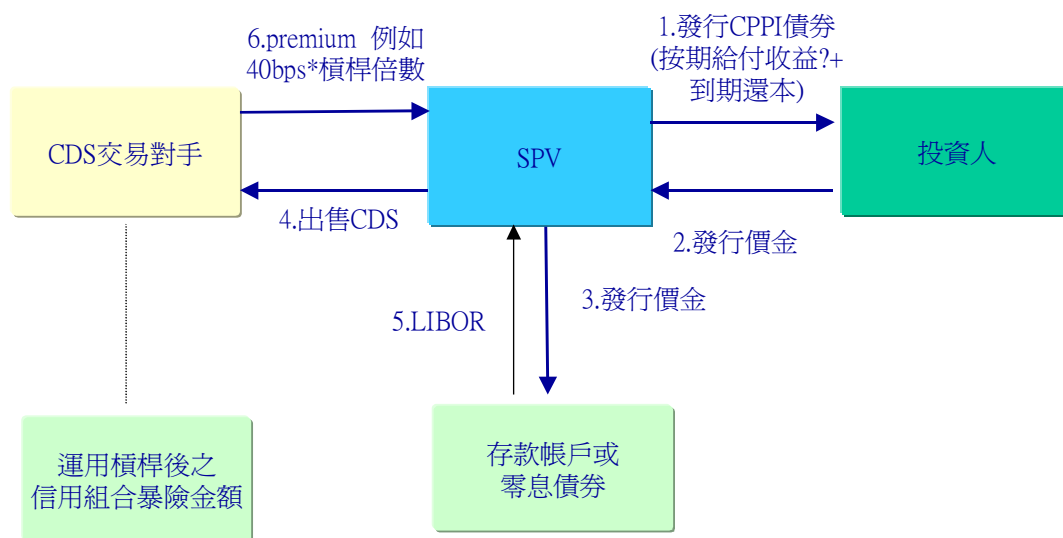 6.premium 例如
40bps*槓桿倍數
1.發行CPPI債券
(按期給付收益?+
到期還本)
CDS交易對手
SPV
投資人
4.出售CDS
2.發行價金
3.發行價金
5.LIBOR
運用槓桿後之
信用組合暴險金額
存款帳戶或
零息債券